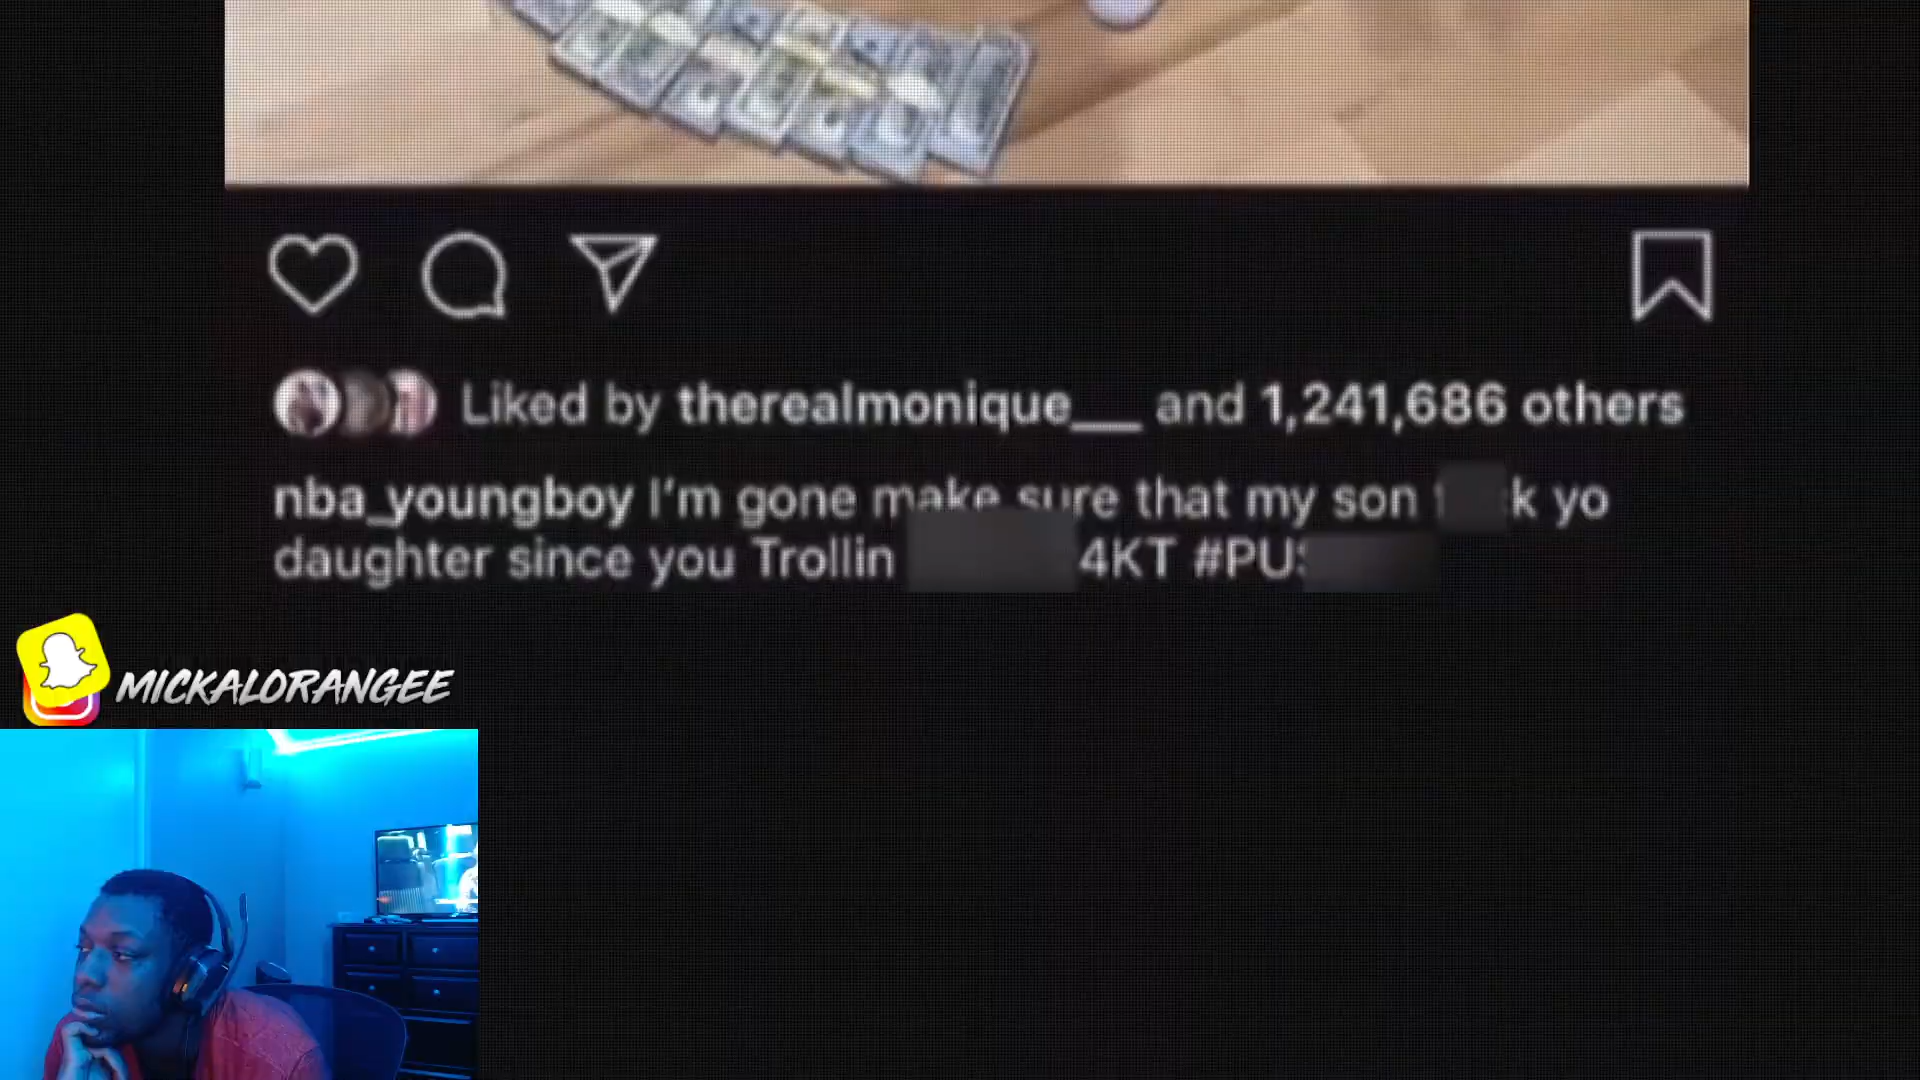 Liked by therealmonique__ and 1,241,686 others
nba_youngboy I'm gone make sure that my son k yo
daughter since you Trollin 4KT #PUS
MICKALORANGEE